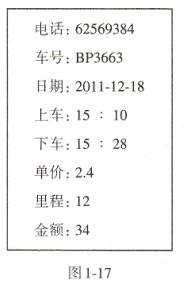 电话: 62569384
车号: BP3663
日期: 2011-12-18
上车: 15 : 10
下车: 15 : 28
单价: 2.4
里程: 12
金额: 34
图1-17